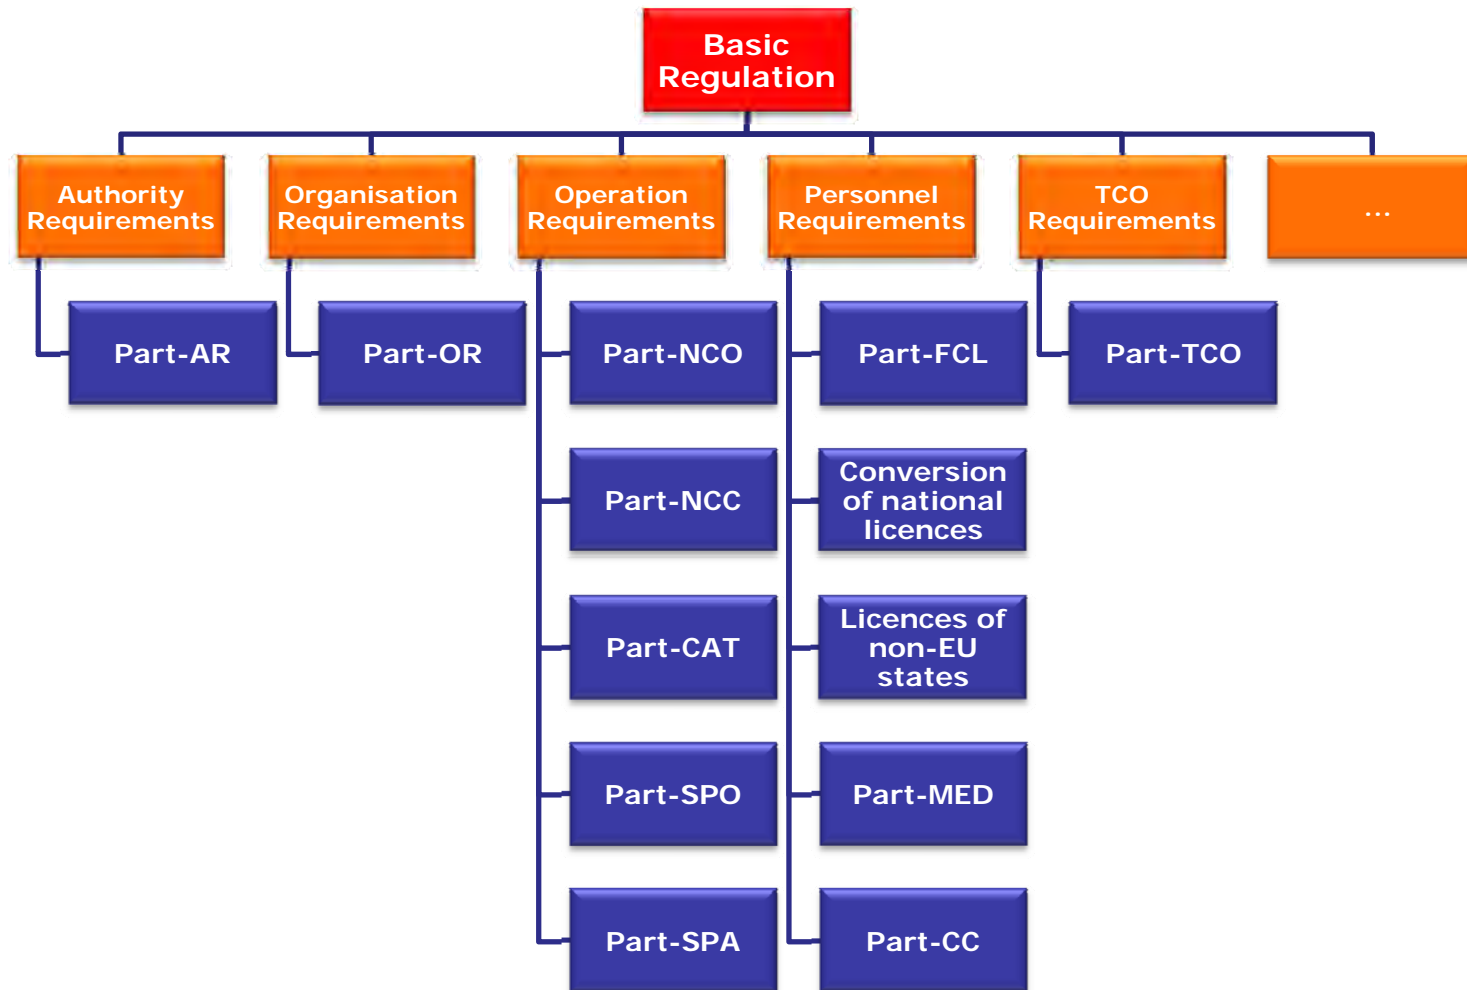 Basic
Regulation
Authority
Requirements
Organisation
Requirements
Operation
Requirements
Personnel
Requirements
TCO
Requirements
...
Part-AR
Part-OR
Part-NCO
Part-FCL
Part-TCO
Part-NCC
Conversion
of national
licences
Part-CAT
Licences of
non-EU
states
Part-SPO
Part-MED
Part-SPA
Part-CC